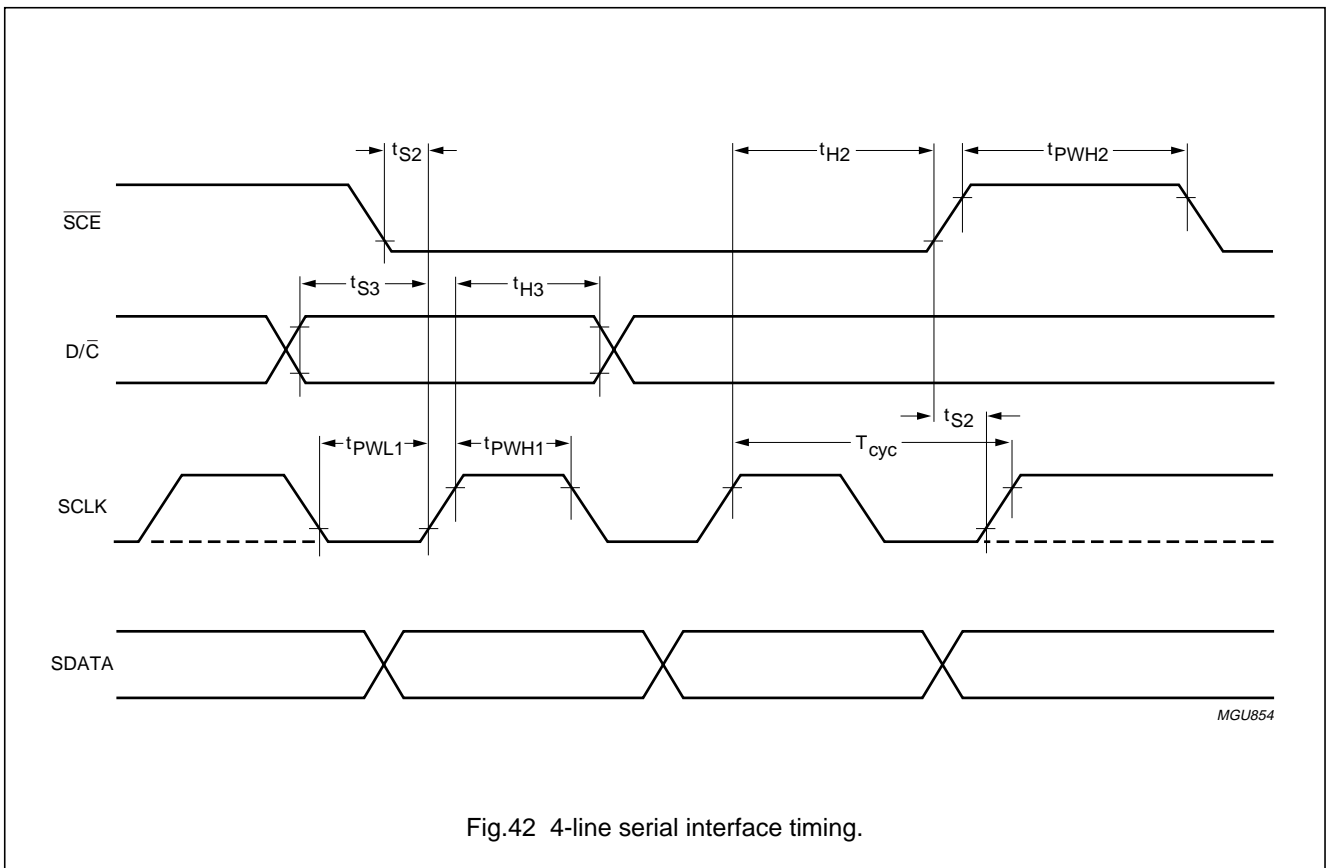 tS2
tH2
tPWH2
S̅C̅E̅
tS3
tH3
D/C̅
tS2
tPWL1
tPWH1
Tcyc
SCLK
SDATA
MGU854
Fig.42 4-line serial interface timing.